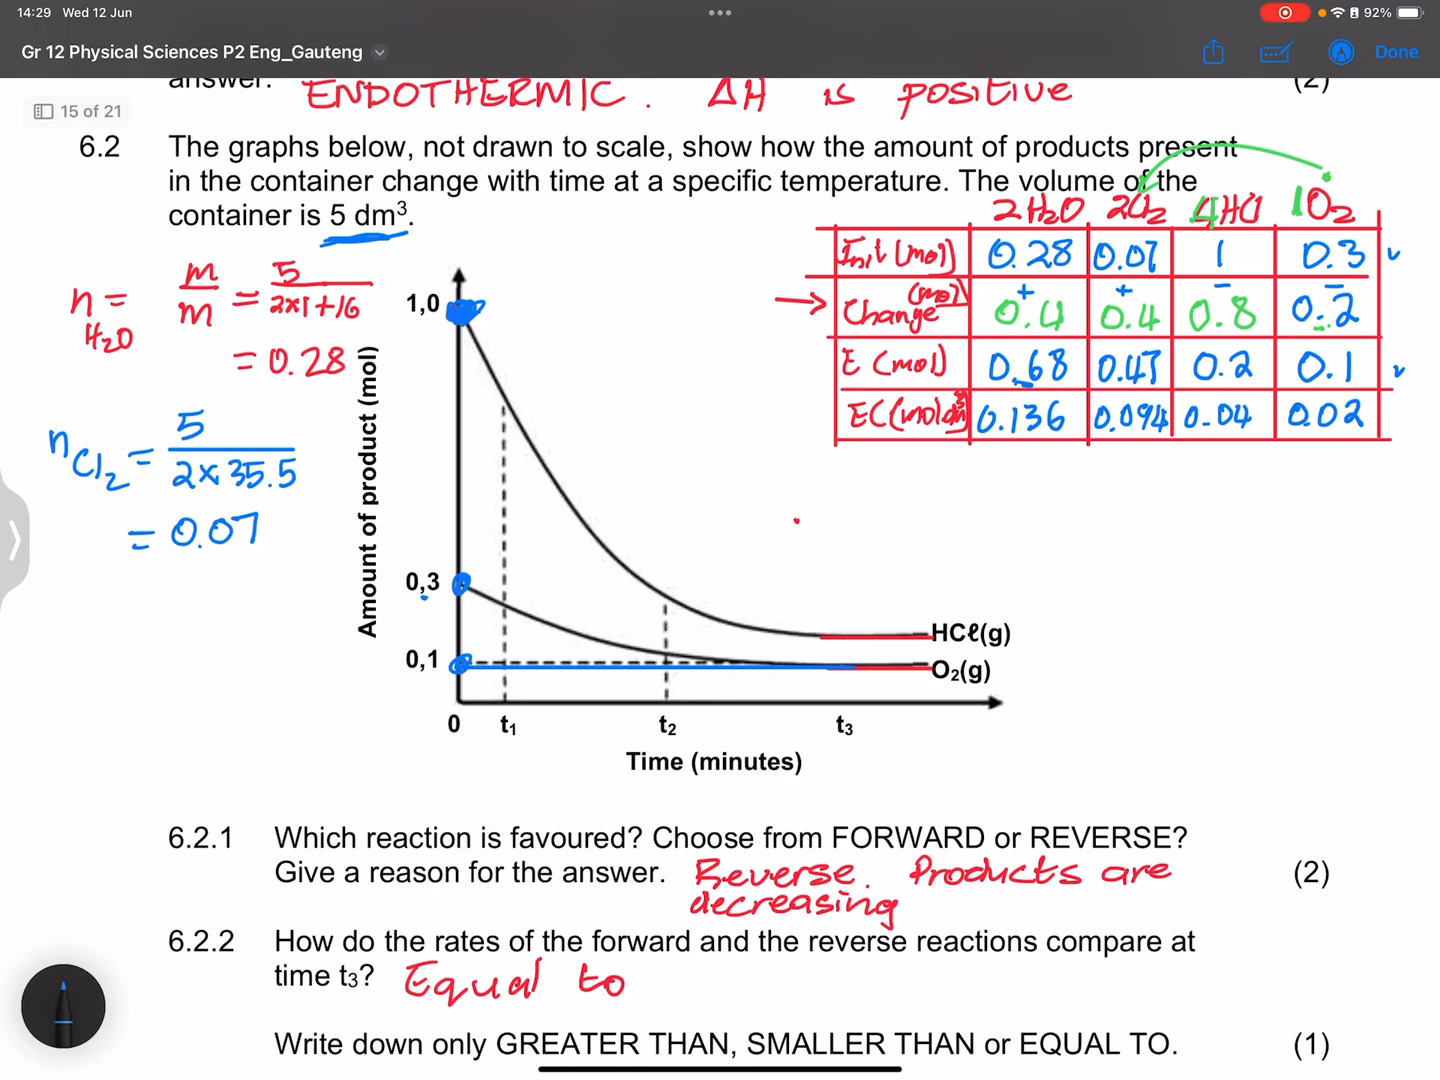 14:29 Wed 12 Jun
92%
Gr 12 Physical Sciences P2 Eng_Gauteng
Done
answer. ENDOTHERMIC. ΔH is positive (2)
15 of 21
6.2 The graphs below, not drawn to scale, show how the amount of products present
in the container change with time at a specific temperature. The volume of the
container is 5 dm³.
2H₂O 2Cl₂ 4HCl 1O₂
Init (mol) 0.28 0.07 1 0.3
Change (mol) +0.4 +0.4 -0.8 -0.2
E (mol) 0.68 0.47 0.2 0.1
EC (mol dm³) 0.136 0.094 0.04 0.02
n H₂O = m/m = 5/2×1+16
= 0.28
nCl₂ = 5/2×35.5
= 0.07
Amount of product (mol)
1,0
0,3
0,1
HCℓ(g)
O₂(g)
0 t₁ t₂ t₃
Time (minutes)
6.2.1 Which reaction is favoured? Choose from FORWARD or REVERSE?
Give a reason for the answer. Reverse. Products are (2)
decreasing
6.2.2 How do the rates of the forward and the reverse reactions compare at
time t₃? Equal to
Write down only GREATER THAN, SMALLER THAN or EQUAL TO. (1)